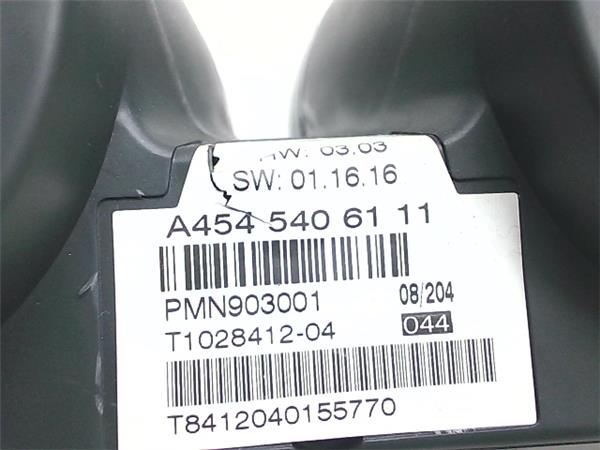 HW: 03.03
SW: 01.16.16
A454 540 61 11
PMN903001 08/204
T1028412-04 044
T8412040155770